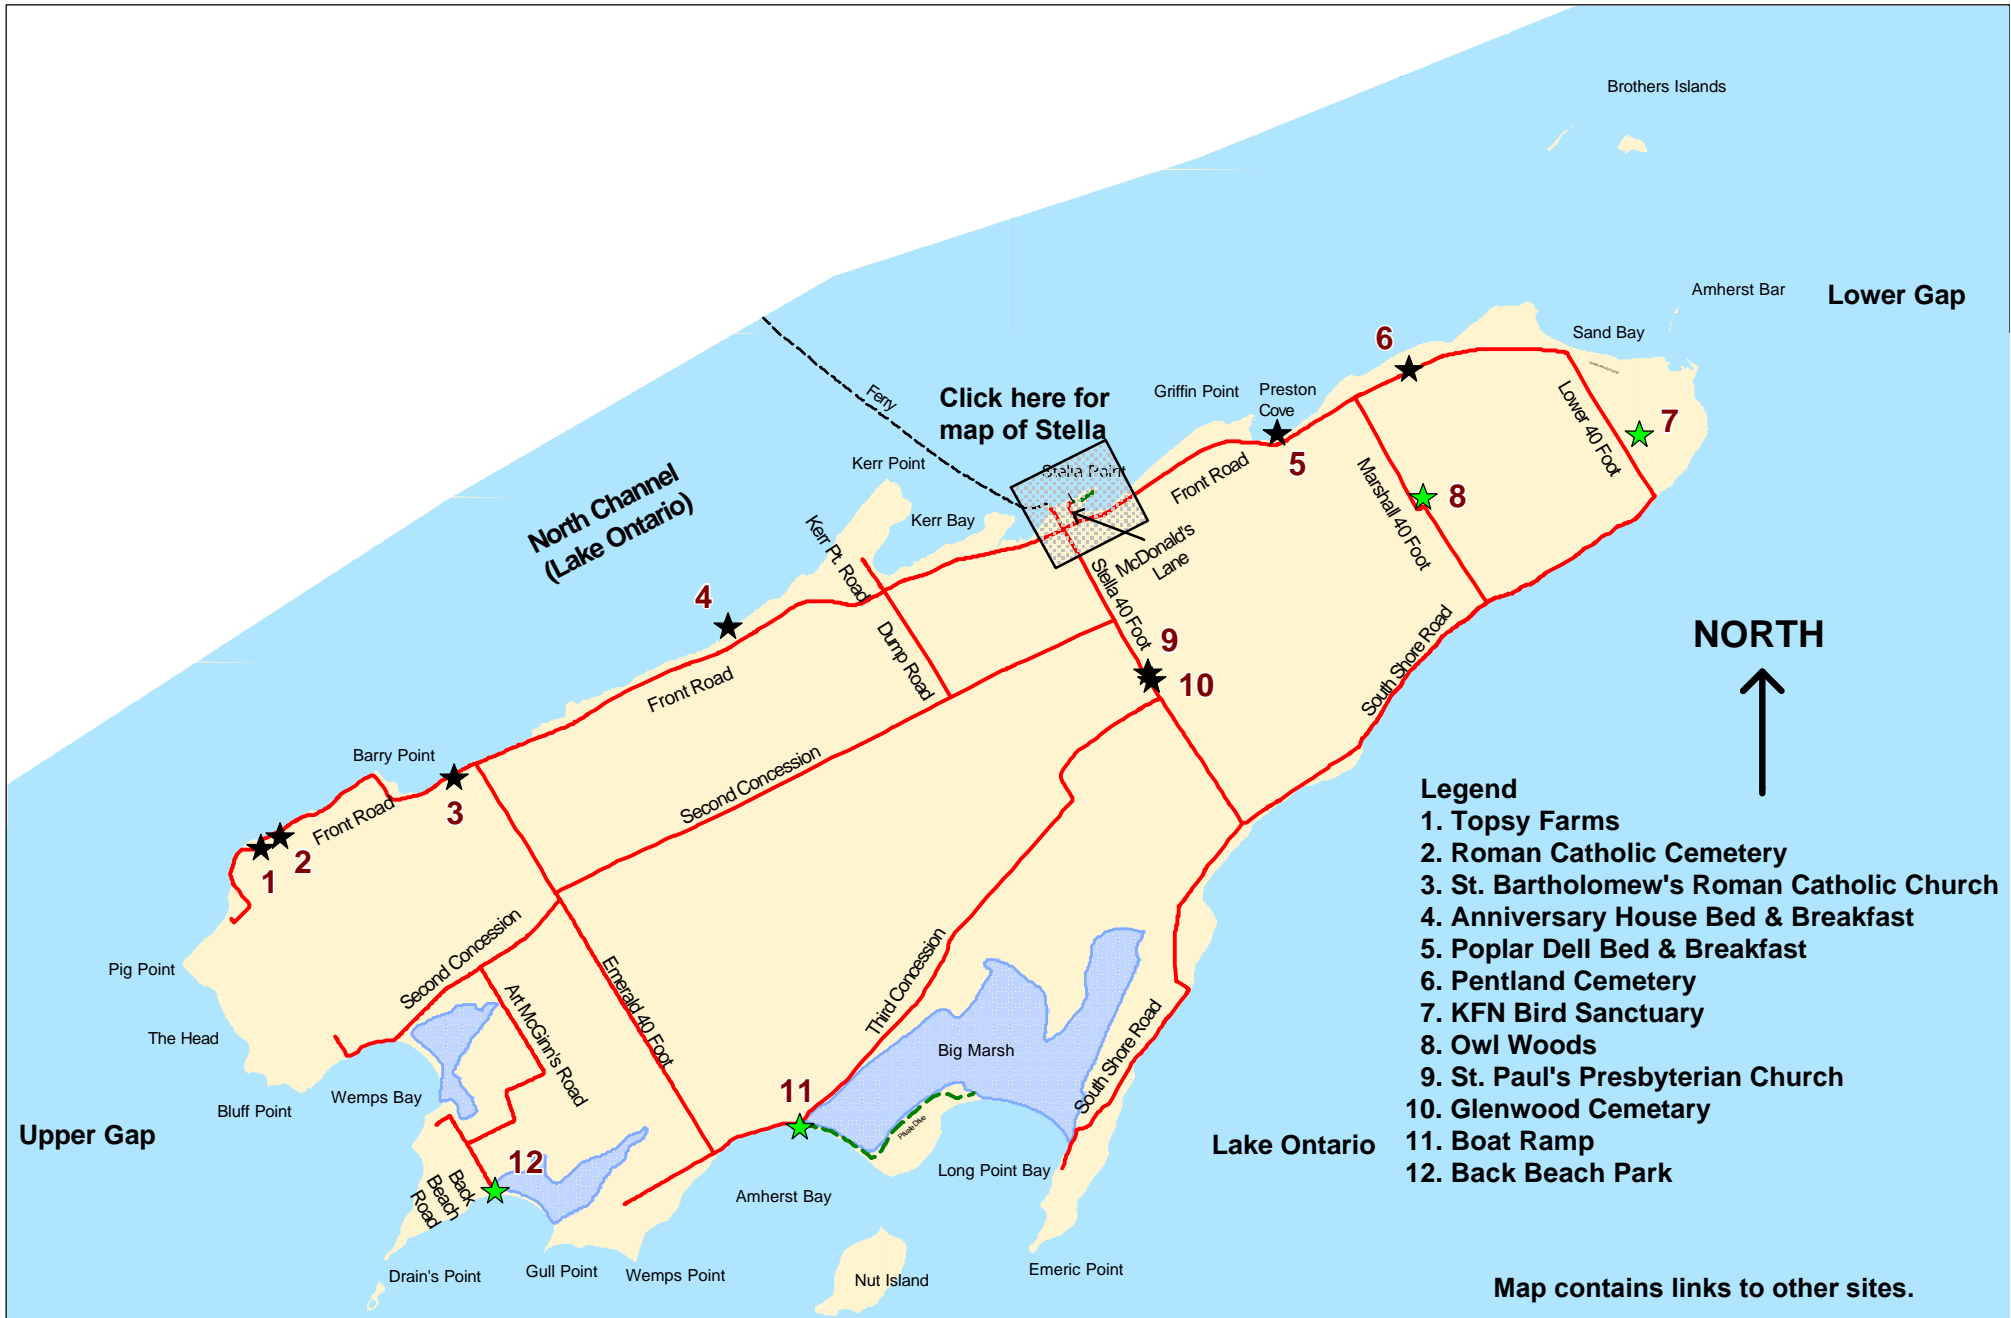 Brothers Islands
Amherst Bar
Lower Gap
Sand Bay
6
Ferry
Click here for
map of Stella
Griffin Point
Preston
Cove
Lower 40 Foot
7
Kerr Point
Stella Point
5
Front Road
Marshall 40 Foot
8
North Channel
(Lake Ontario)
Kerr Bay
Kerr Pt. Road
McDonald's
Lane
Stella 40 Foot
4
Dump Road
9
10
South Shore Road
NORTH
Front Road
Barry Point
Second Concession
3
Front Road
2
1
Legend
1. Topsy Farms
2. Roman Catholic Cemetery
3. St. Bartholomew's Roman Catholic Church
4. Anniversary House Bed & Breakfast
5. Poplar Dell Bed & Breakfast
6. Pentland Cemetery
7. KFN Bird Sanctuary
8. Owl Woods
9. St. Paul's Presbyterian Church
10. Glenwood Cemetary
11. Boat Ramp
12. Back Beach Park
Pig Point
Second Concession
Emerald 40 Foot
Third Concession
The Head
Art McGinn's Road
Big Marsh
South Shore Road
Wemps Bay
Bluff Point
11
Upper Gap
Private Drive
Lake Ontario
12
Long Point Bay
Back
Beach
Road
Amherst Bay
Drain's Point
Gull Point
Wemps Point
Nut Island
Emeric Point
Map contains links to other sites.